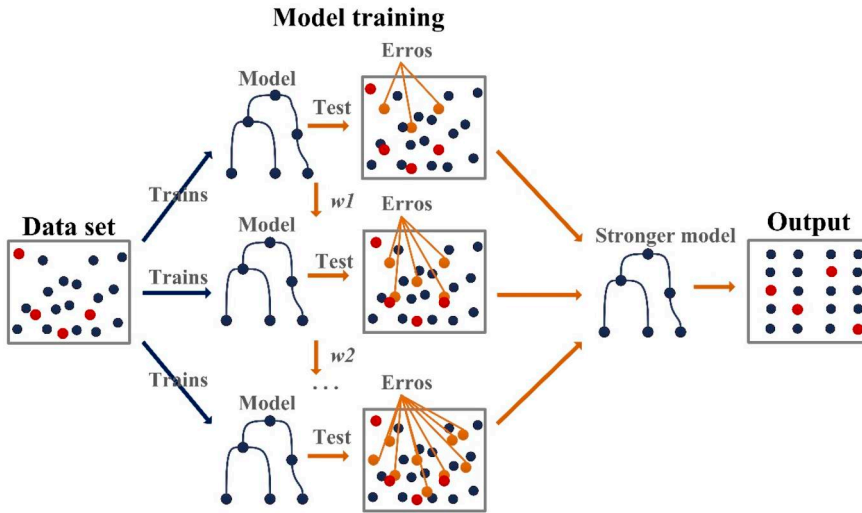 Model training
Erros
Model
Test
Trains
w1
Data set
Erros
Model
Test
Trains
Stronger model
Output
w2
Trains
...
Erros
Model
Test